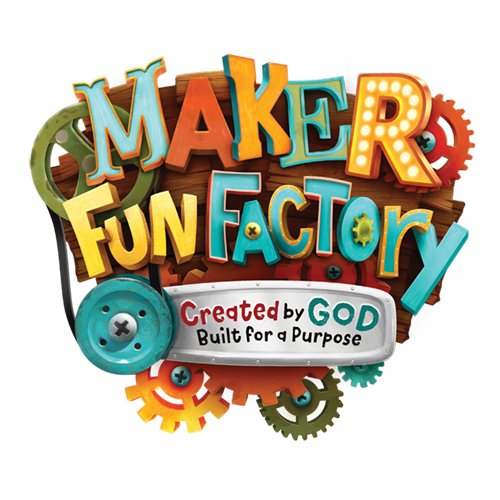 MAKER
FUN FACTORY
Created by GOD
Built for a Purpose